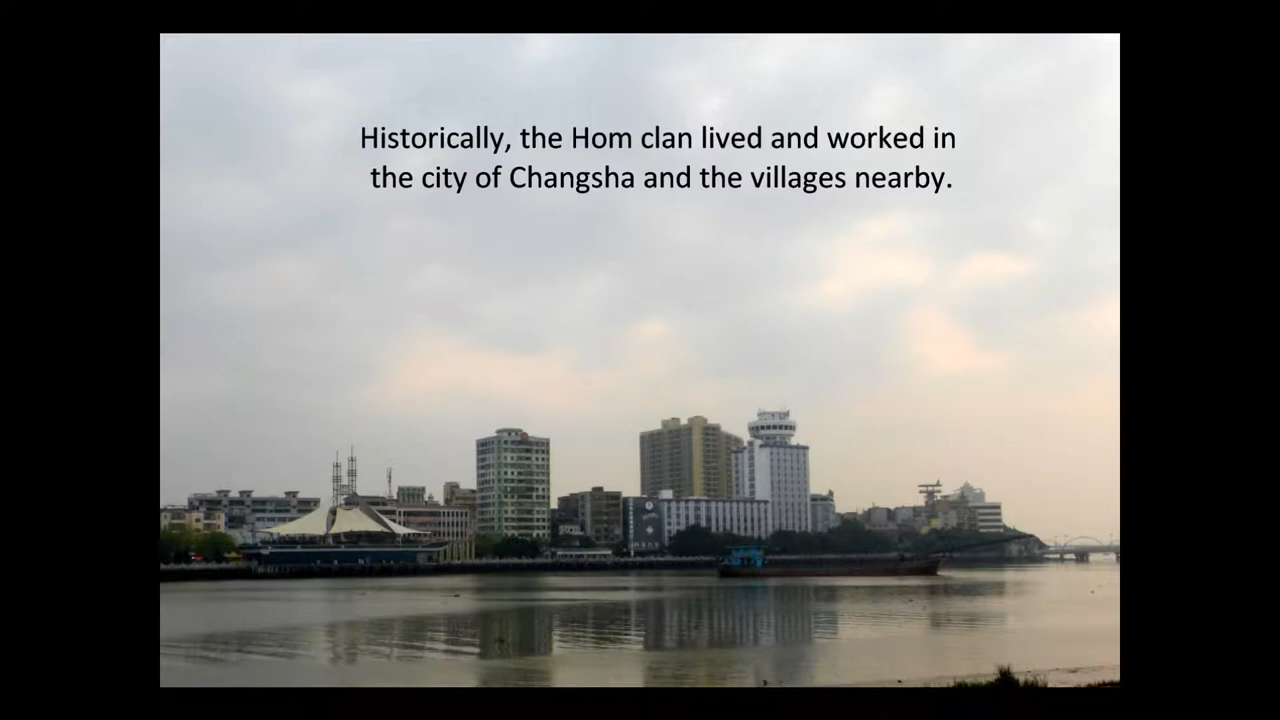 Historically, the Hom clan lived and worked in
the city of Changsha and the villages nearby.